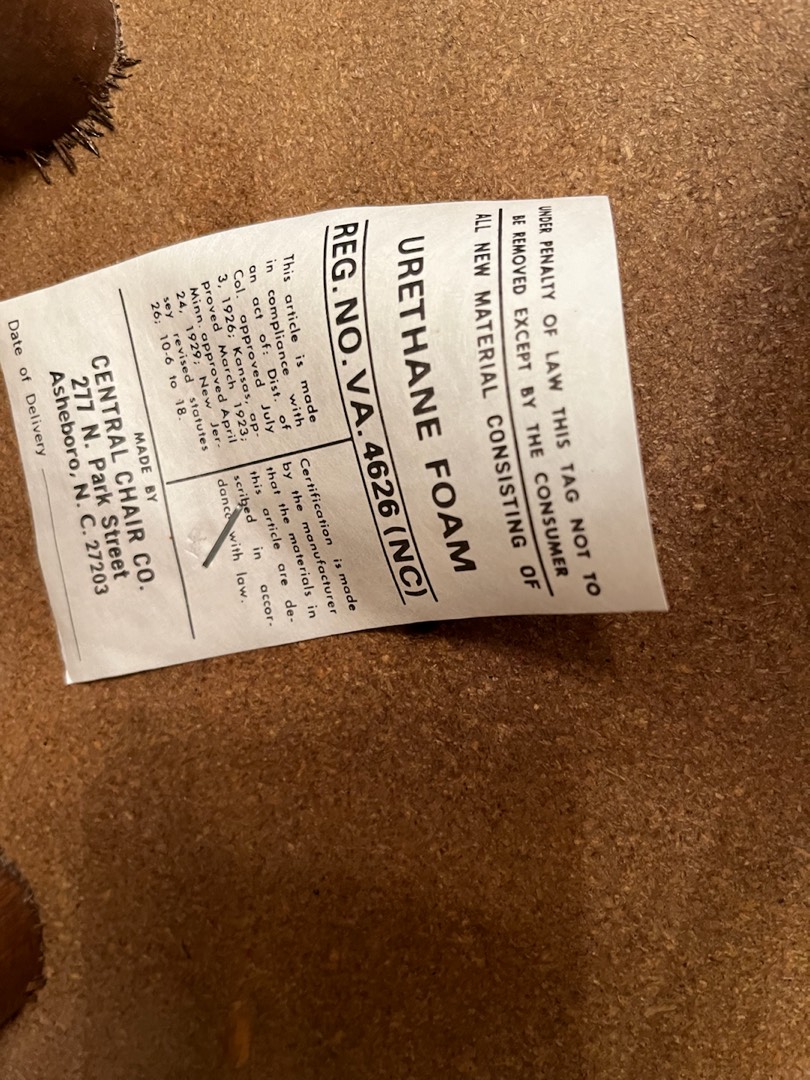 UNDER PENALTY OF LAW THIS TAG NOT TO
BE REMOVED EXCEPT BY THE CONSUMER
ALL NEW MATERIAL CONSISTING OF
URETHANE FOAM
REG. NO. VA. 4626 (NC)
This article is made
in compliance with
an act of: Dist. of
Col. approved July
3, 1926; Kansas, ap-
proved March 1923;
Minn. approved April
24, 1929; New Jer-
sey revised statutes
26; 10-6 to 18.
Certification is made
by the manufacturer
that the materials in
this article are de-
scribed in accor-
dance with law.
MADE BY
CENTRAL CHAIR CO.
277 N. Park Street
Asheboro, N. C. 27203
Date of Delivery